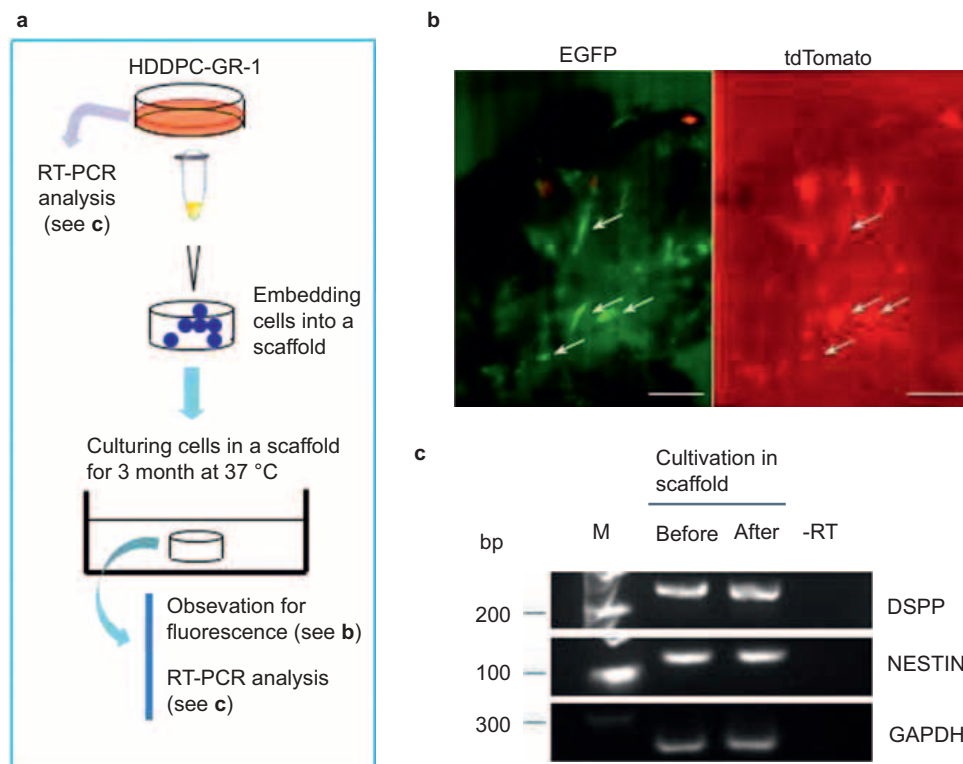 a
HDDPC-GR-1
RT-PCR
analysis
(see c)
Embedding
cells into a
scaffold
Culturing cells in a scaffold
for 3 month at 37 °C
Obsevation for
fluorescence (see b)
RT-PCR analysis
(see c)
b
EGFP
tdTomato
c
Cultivation in
scaffold
bp
M
Before
After
-RT
200
DSPP
100
NESTIN
300
GAPDH